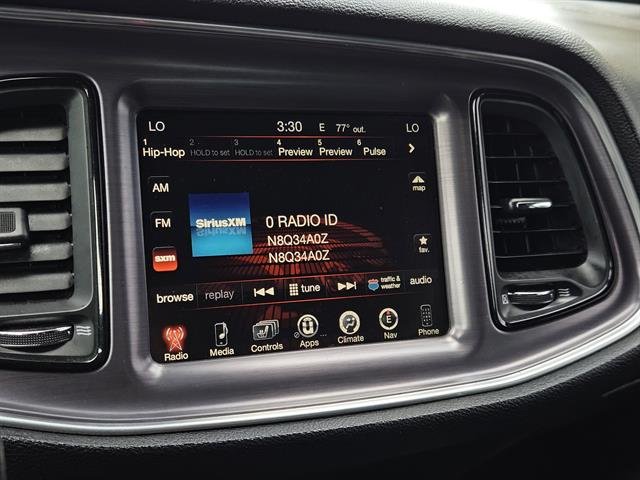 LO 3:30 E 77° out. LO
1 2 3 4 5 6
Hip-Hop HOLD to set HOLD to set Preview Preview Pulse
AM
map
SiriusXM
0 RADIO ID
FM
N8Q34A0Z
fav.
sxm
N8Q34A0Z
browse replay tune traffic & weather audio
E
Radio Media Controls Apps Climate Nav Phone